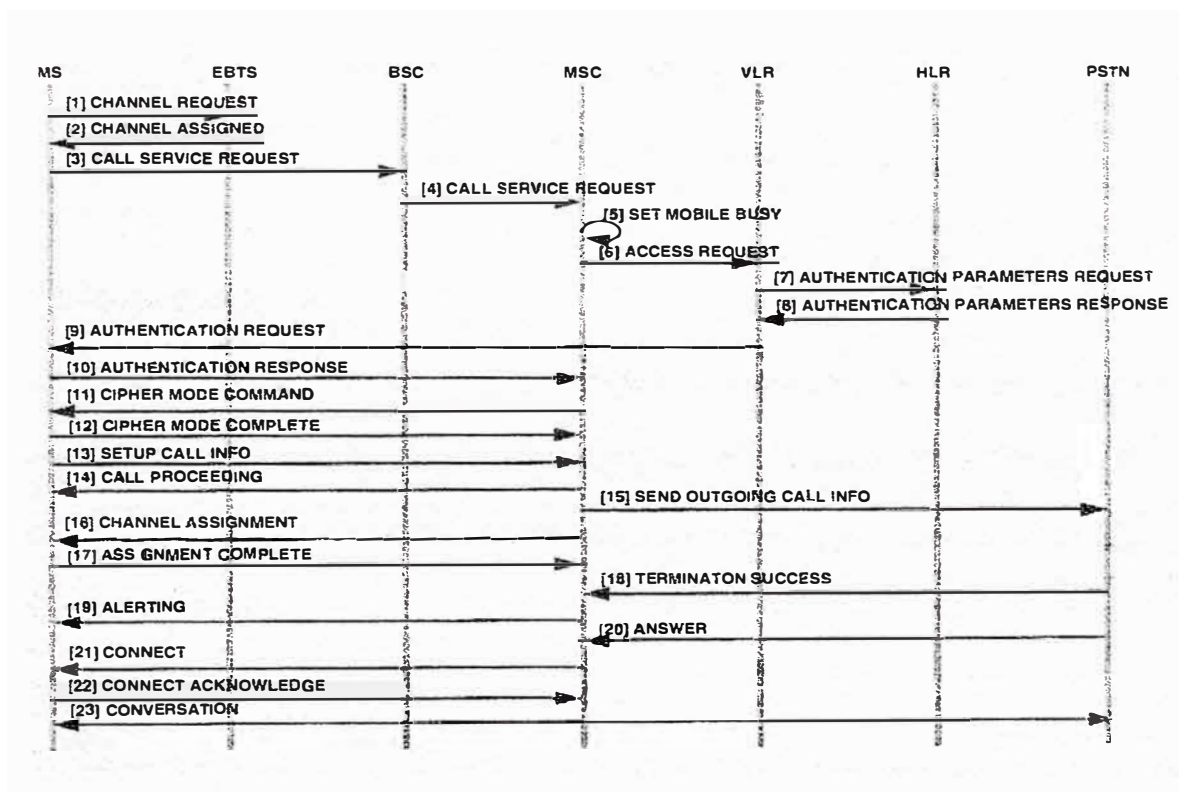 MS EBTS BSC MSC VLR HLR PSTN
[1] CHANNEL REQUEST
[2] CHANNEL ASSIGNED
[3] CALL SERVICE REQUEST
[4] CALL SERVICE REQUEST
[5] SET MOBILE BUSY
[6] ACCESS REQUEST
[7] AUTHENTICATION PARAMETERS REQUEST
[8] AUTHENTICATION PARAMETERS RESPONSE
[9] AUTHENTICATION REQUEST
[10] AUTHENTICATION RESPONSE
[11] CIPHER MODE COMMAND
[12] CIPHER MODE COMPLETE
[13] SETUP CALL INFO
[14] CALL PROCEEDING
[15] SEND OUTGOING CALL INFO
[16] CHANNEL ASSIGNMENT
[17] ASS GNMENT COMPLETE
[18] TERMINATON SUCCESS
[19] ALERTING
[20] ANSWER
[21] CONNECT
[22] CONNECT ACKNOWLEDGE
[23] CONVERSATION